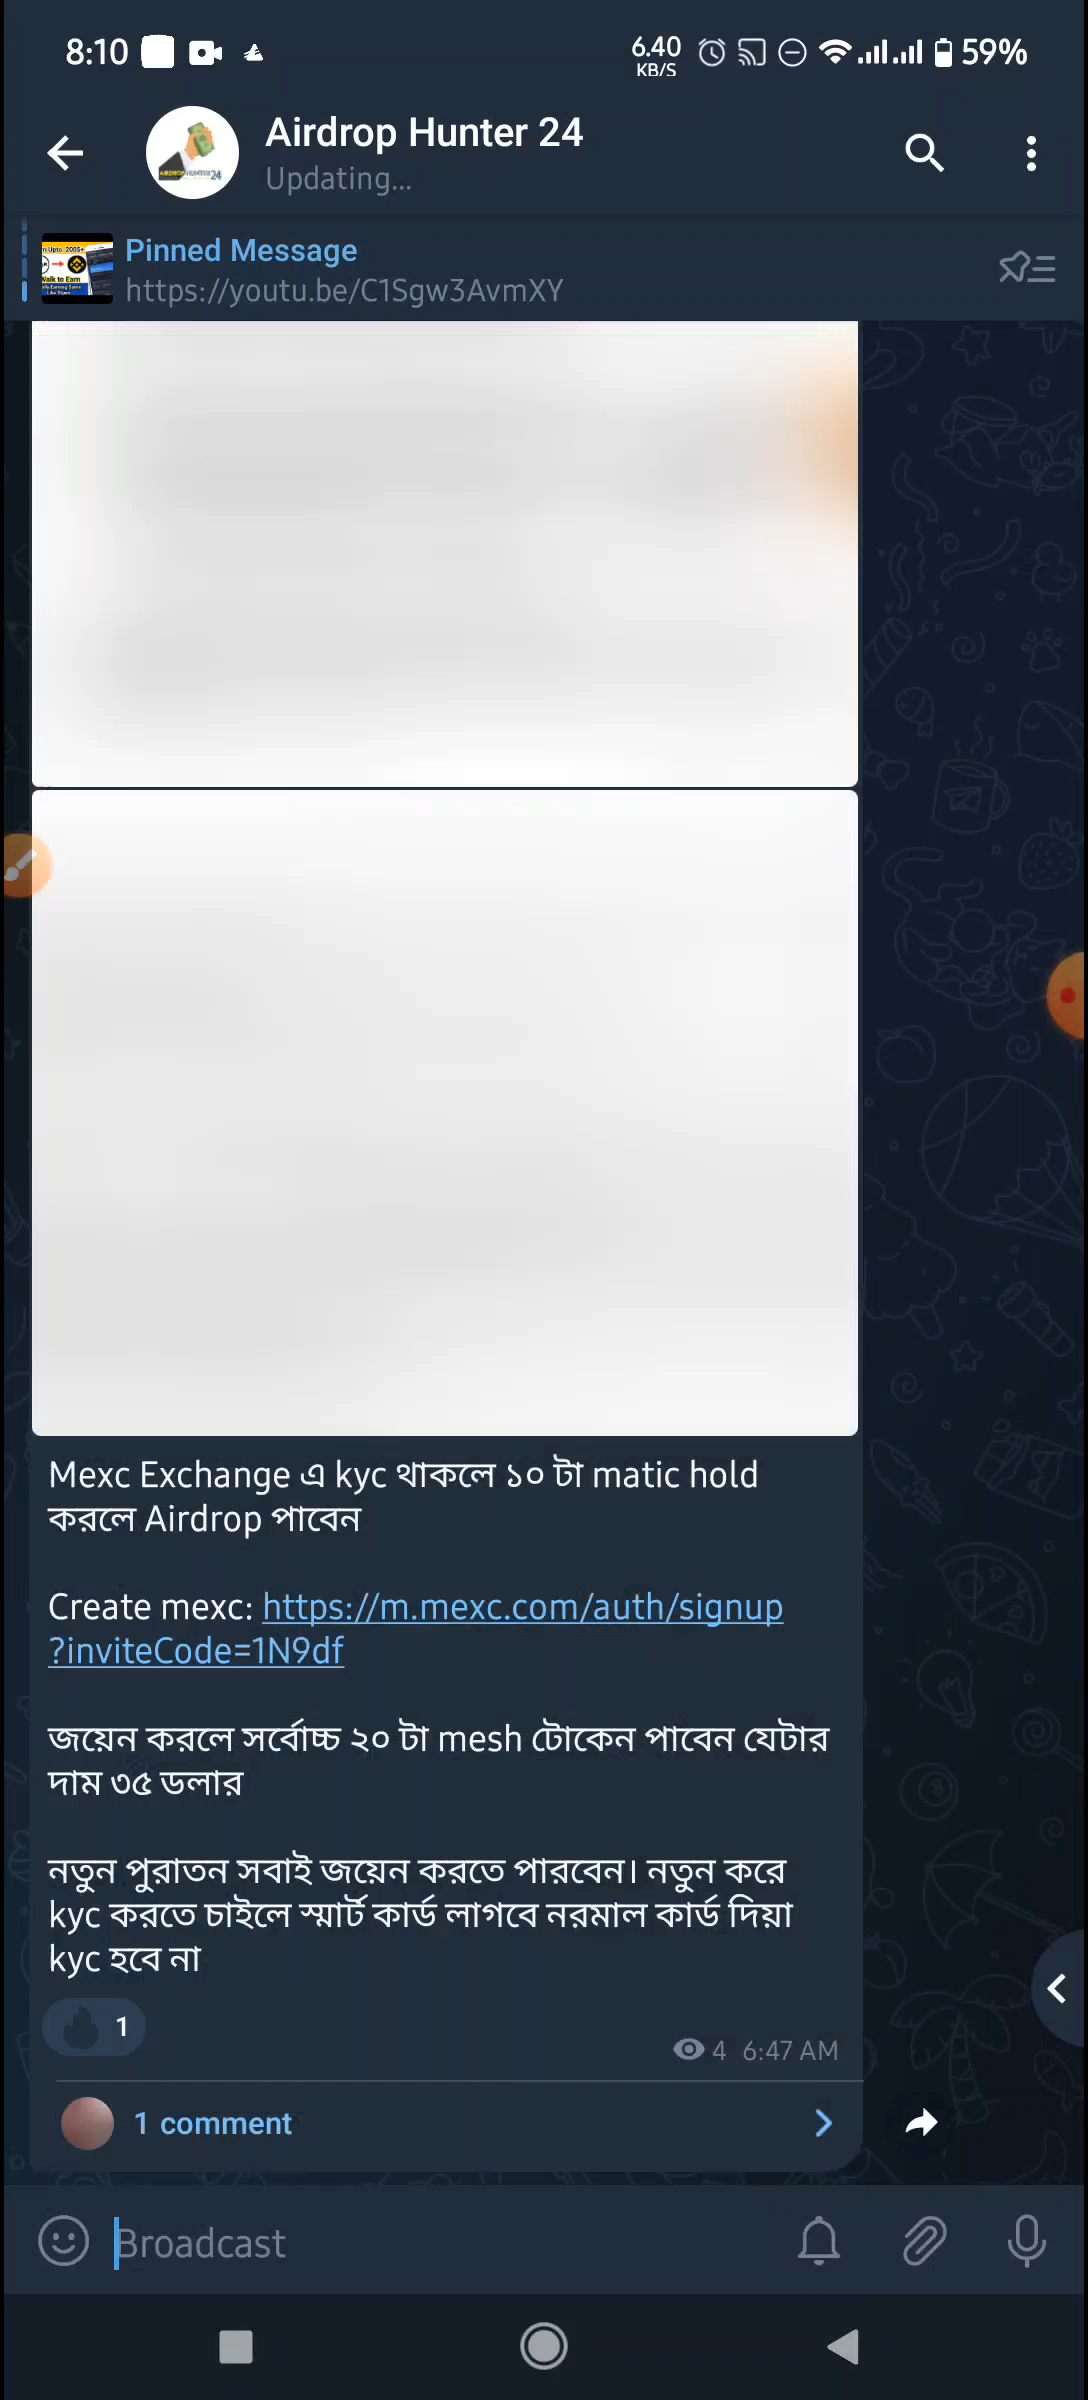 8:10
6.40
KB/S
59%
Airdrop Hunter 24
Updating...
Pinned Message
https://youtu.be/C1Sgw3AvmXY
Walk to Earn
Mexc Exchange এ kyc থাকলে ১০ টা matic hold
করলে Airdrop পাবেন
Create mexc: https://m.mexc.com/auth/signup
?inviteCode=1N9df
জয়েন করলে সর্বোচ্চ ২০ টা mesh টোকেন পাবেন যেটার
দাম ৩৫ ডলার
নতুন পুরাতন সবাই জয়েন করতে পারবেন। নতুন করে
kyc করতে চাইলে স্মার্ট কার্ড লাগবে নরমাল কার্ড দিয়া
kyc হবে না
1
4 6:47 AM
1 comment
Broadcast